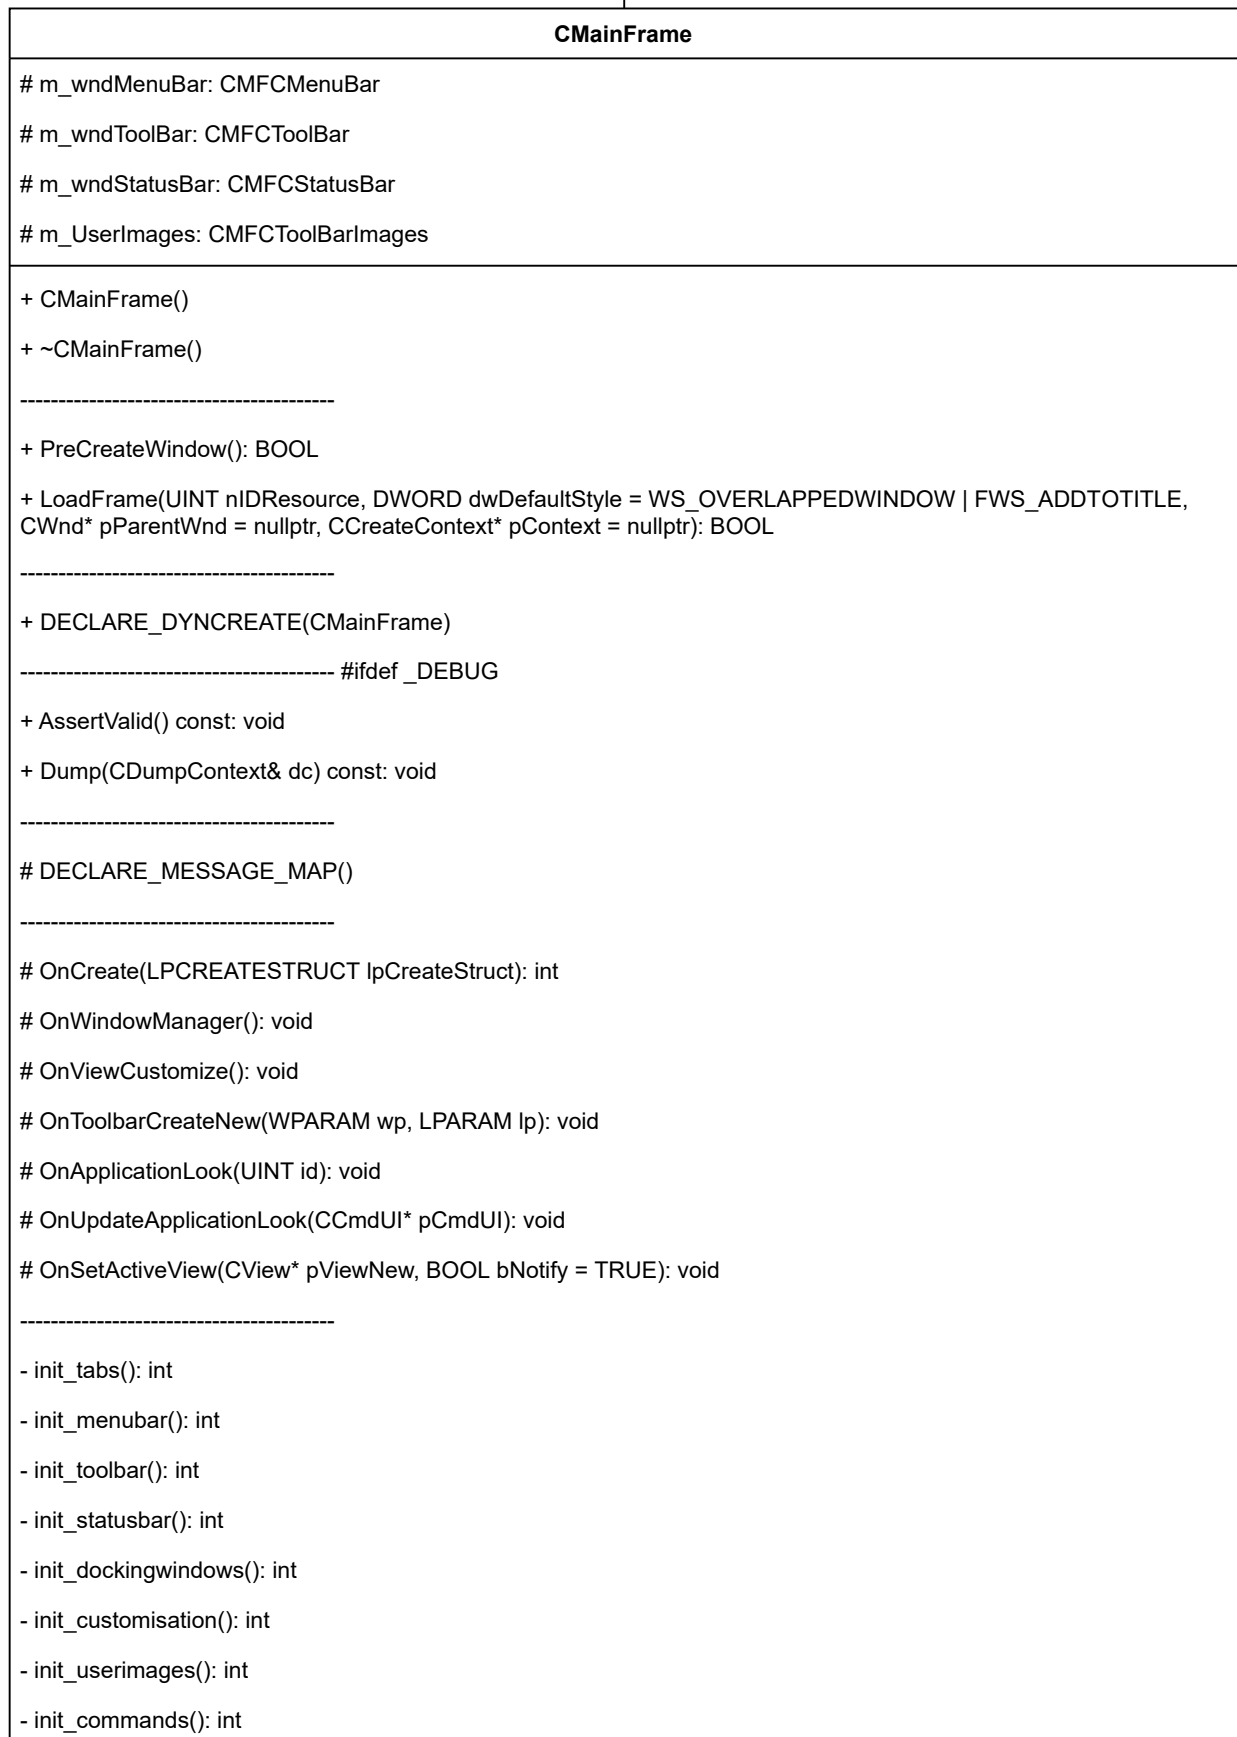 CMainFrame
# m_wndMenuBar: CMFCMenuBar
# m_wndToolBar: CMFCToolBar
# m_wndStatusBar: CMFCStatusBar
# m_UserImages: CMFCToolBarImages
+ CMainFrame()
+ ~CMainFrame()
-----------------------------------------
+ PreCreateWindow(): BOOL
+ LoadFrame(UINT nIDResource, DWORD dwDefaultStyle = WS_OVERLAPPEDWINDOW | FWS_ADDTOTITLE,
CWnd* pParentWnd = nullptr, CCreateContext* pContext = nullptr): BOOL
-----------------------------------------
+ DECLARE_DYNCREATE(CMainFrame)
----------------------------------------- #ifdef _DEBUG
+ AssertValid() const: void
+ Dump(CDumpContext& dc) const: void
-----------------------------------------
# DECLARE_MESSAGE_MAP()
-----------------------------------------
# OnCreate(LPCREATESTRUCT lpCreateStruct): int
# OnWindowManager(): void
# OnViewCustomize(): void
# OnToolbarCreateNew(WPARAM wp, LPARAM lp): void
# OnApplicationLook(UINT id): void
# OnUpdateApplicationLook(CCmdUI* pCmdUI): void
# OnSetActiveView(CView* pViewNew, BOOL bNotify = TRUE): void
-----------------------------------------
- init_tabs(): int
- init_menubar(): int
- init_toolbar(): int
- init_statusbar(): int
- init_dockingwindows(): int
- init_customisation(): int
- init_userimages(): int
- init_commands(): int